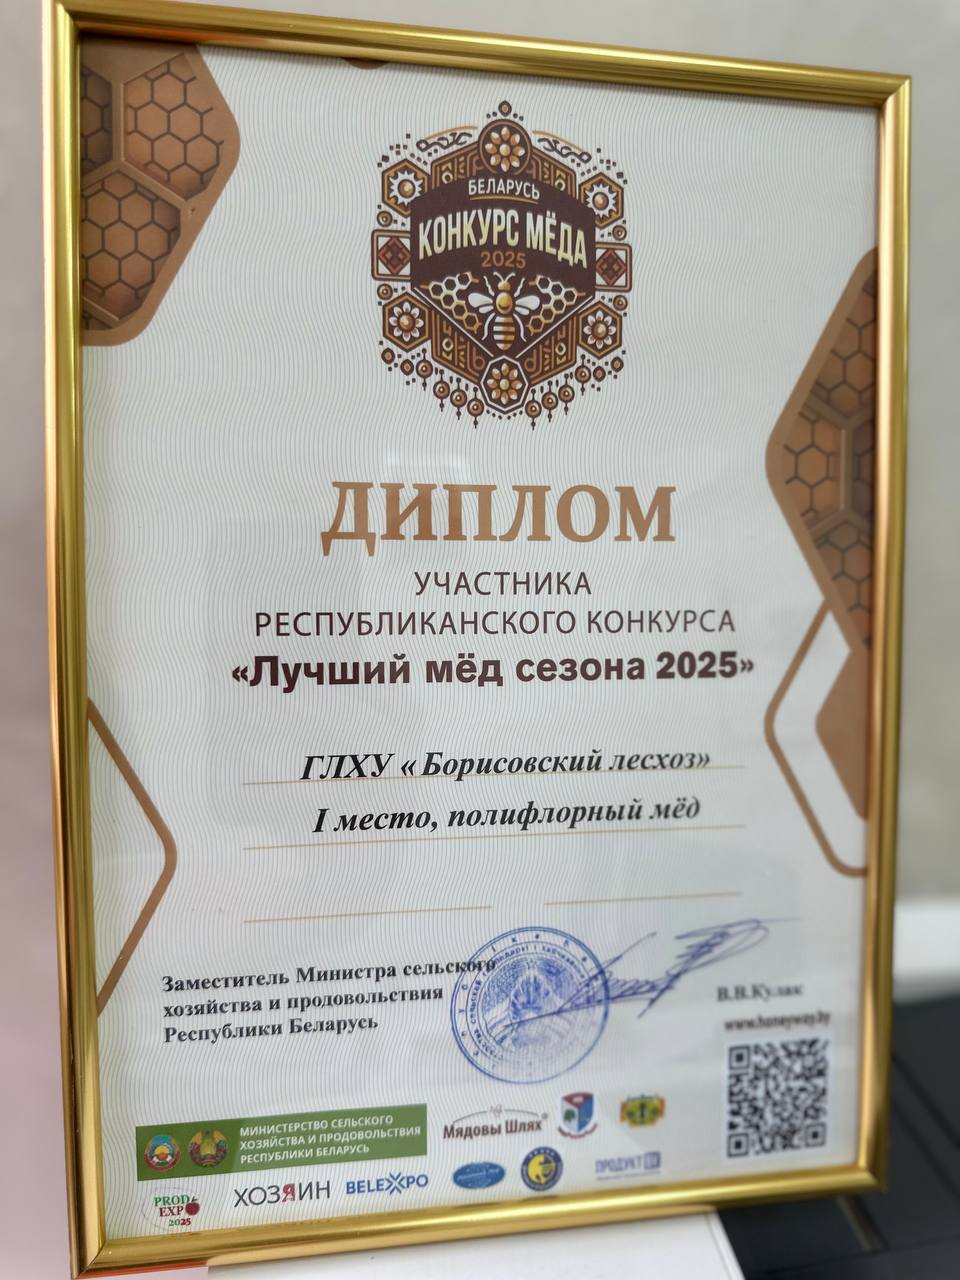 БЕЛАРУСЬ
КОНКУРС МЁДА
2025
ДИПЛОМ
УЧАСТНИКА
РЕСПУБЛИКАНСКОГО КОНКУРСА
«Лучший мёд сезона 2025»
ГЛХУ «Борисовский лесхоз»
I место, полифлорный мёд
Заместитель Министра сельского
хозяйства и продовольствия
Республики Беларусь
В.В.Кулак
www.honeyway.by
МИНИСТЕРСТВО СЕЛЬСКОГО
ХОЗЯЙСТВА И ПРОДОВОЛЬСТВИЯ
РЕСПУБЛИКИ БЕЛАРУСЬ
Мядовы Шлях
PROD
EXPO
2025
ХОЗЯИН
BELEXPO
ПРОДУКТ